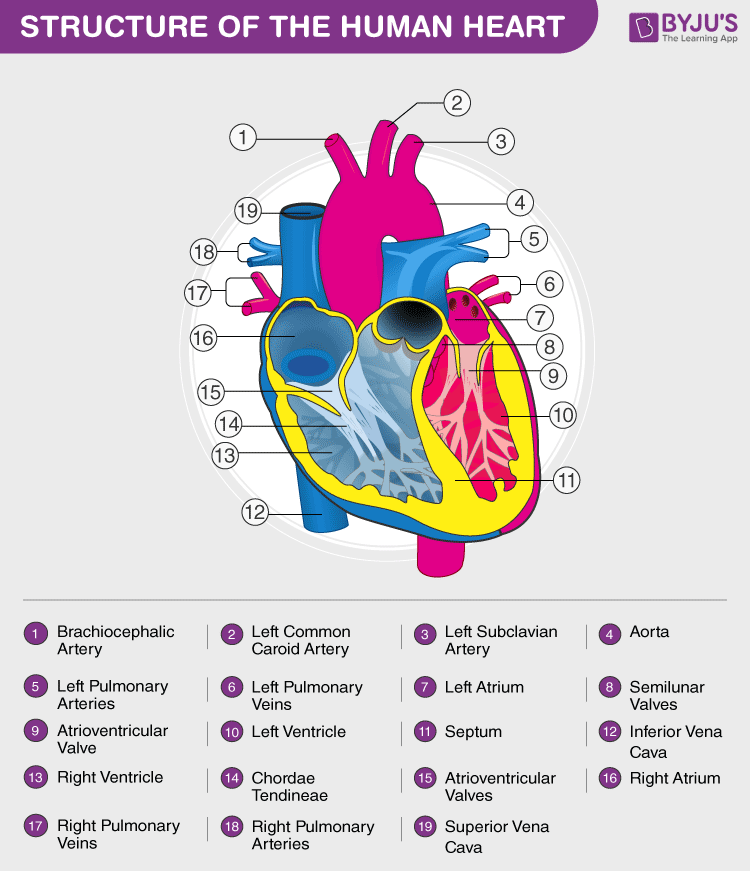 STRUCTURE OF THE HUMAN HEART
BYJU'S
The Learning App
1
2
3
4
5
6
7
8
9
10
11
12
13
14
15
16
17
18
19
1 Brachiocephalic
Artery
2 Left Common
Caroid Artery
3 Left Subclavian
Artery
4 Aorta
5 Left Pulmonary
Arteries
6 Left Pulmonary
Veins
7 Left Atrium
8 Semilunar
Valves
9 Atrioventricular
Valve
10 Left Ventricle
11 Septum
12 Inferior Vena
Cava
13 Right Ventricle
14 Chordae
Tendineae
15 Atrioventricular
Valves
16 Right Atrium
17 Right Pulmonary
Veins
18 Right Pulmonary
Arteries
19 Superior Vena
Cava